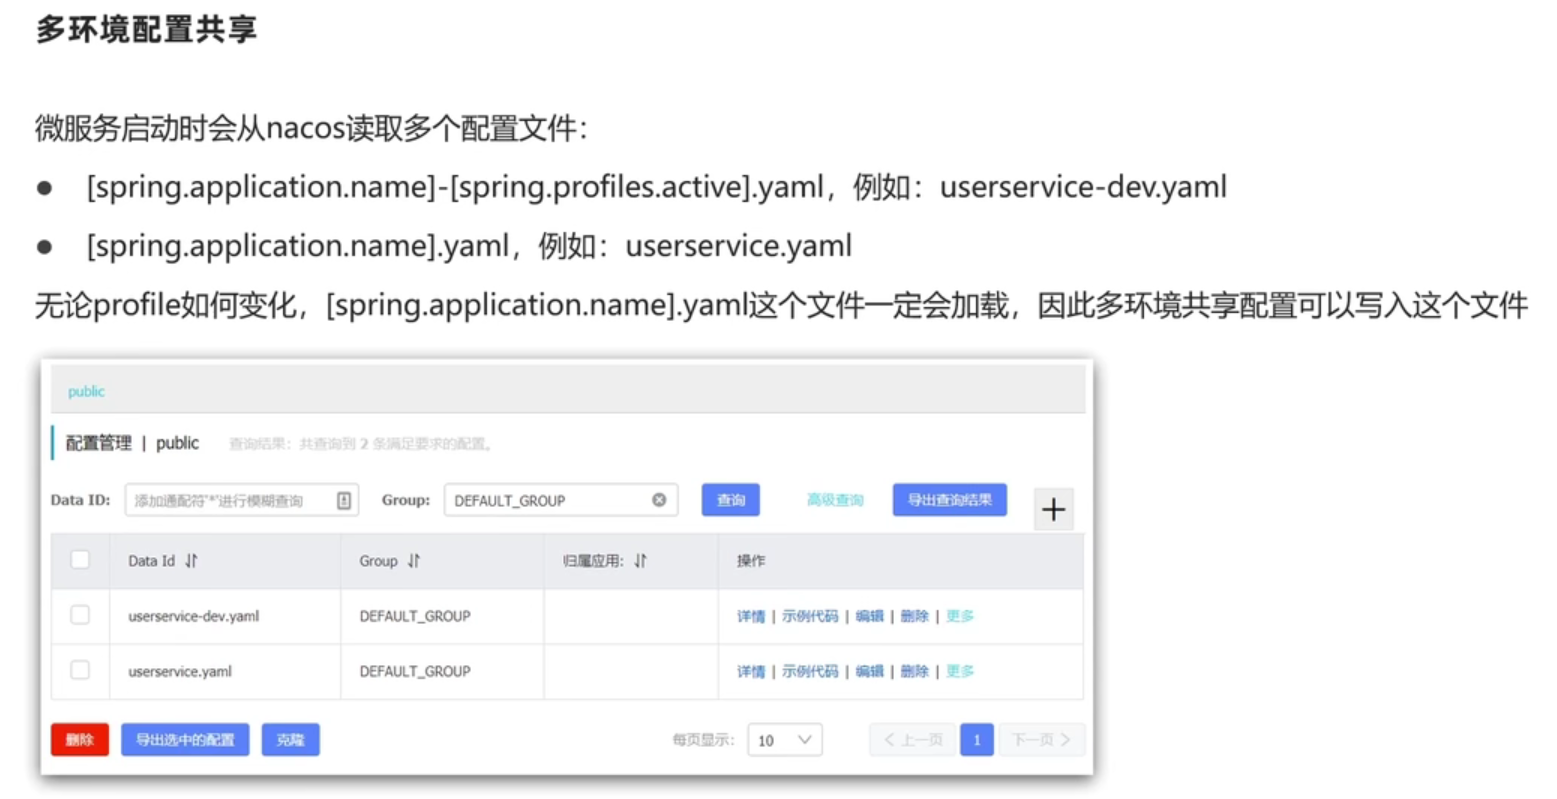 多环境配置共享
微服务启动时会从nacos读取多个配置文件：
● [spring.application.name]-[spring.profiles.active].yaml，例如：userservice-dev.yaml
● [spring.application.name].yaml，例如：userservice.yaml
无论profile如何变化，[spring.application.name].yaml这个文件一定会加载，因此多环境共享配置可以写入这个文件
public
配置管理 | public 查询结果：共查询到 2 条满足要求的配置。
Data ID: 添加通配符'*'进行模糊查询 Group: DEFAULT_GROUP 查询 高级查询 导出查询结果 +
Data Id Group 归属应用: 操作
userservice-dev.yaml DEFAULT_GROUP 详情 | 示例代码 | 编辑 | 删除 | 更多
userservice.yaml DEFAULT_GROUP 详情 | 示例代码 | 编辑 | 删除 | 更多
删除 导出选中的配置 克隆 每页显示: 10 < 上一页 1 下一页 >